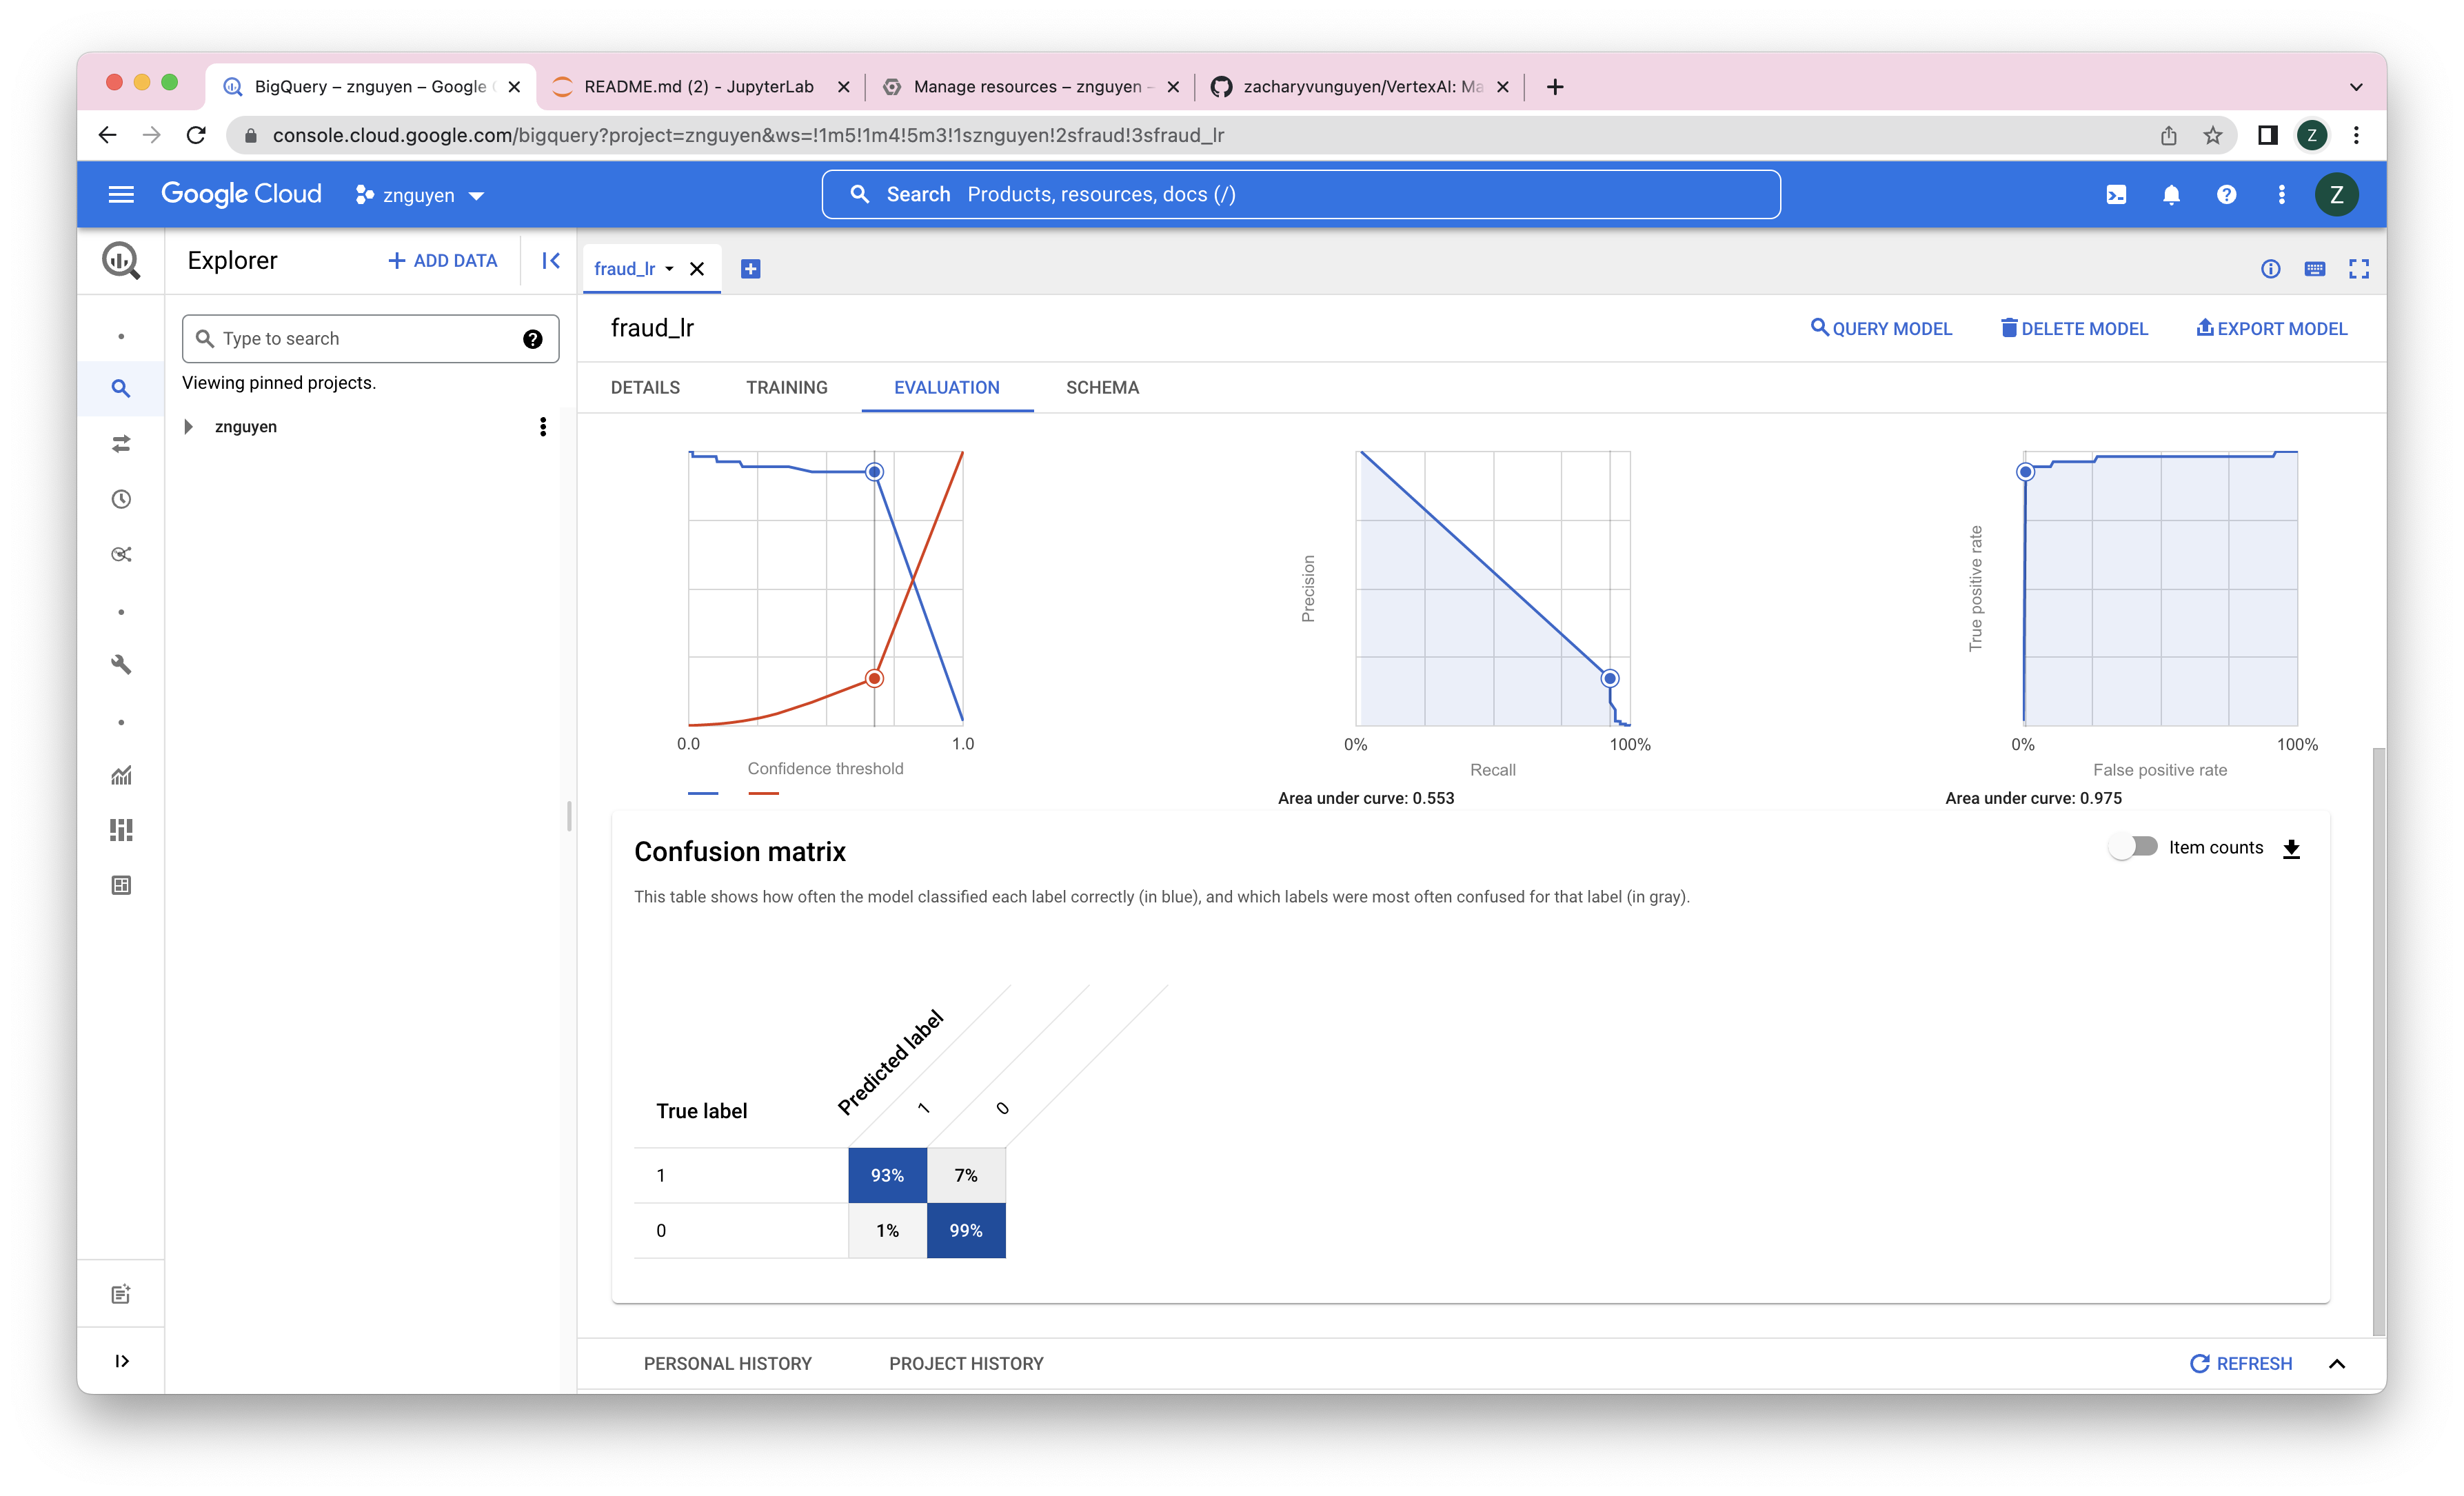 BigQuery – znguyen – Google
README.md (2) - JupyterLab
Manage resources – znguyen –
zacharyvunguyen/VertexAI: Ma
console.cloud.google.com/bigquery?project=znguyen&ws=!1m5!1m4!5m3!1sznguyen!2sfraud!3sfraud_lr
Z
Google Cloud
znguyen
Search Products, resources, docs (/)
Z
Explorer
ADD DATA
fraud_lr
Type to search
Viewing pinned projects.
znguyen
fraud_lr
QUERY MODEL
DELETE MODEL
EXPORT MODEL
DETAILS
TRAINING
EVALUATION
SCHEMA
0.0
1.0
Confidence threshold
Precision
0%
100%
Recall
Area under curve: 0.553
True positive rate
0%
100%
False positive rate
Area under curve: 0.975
Confusion matrix
Item counts
This table shows how often the model classified each label correctly (in blue), and which labels were most often confused for that label (in gray).
True label
Predicted label
1
0
1
93%
7%
0
1%
99%
PERSONAL HISTORY
PROJECT HISTORY
REFRESH